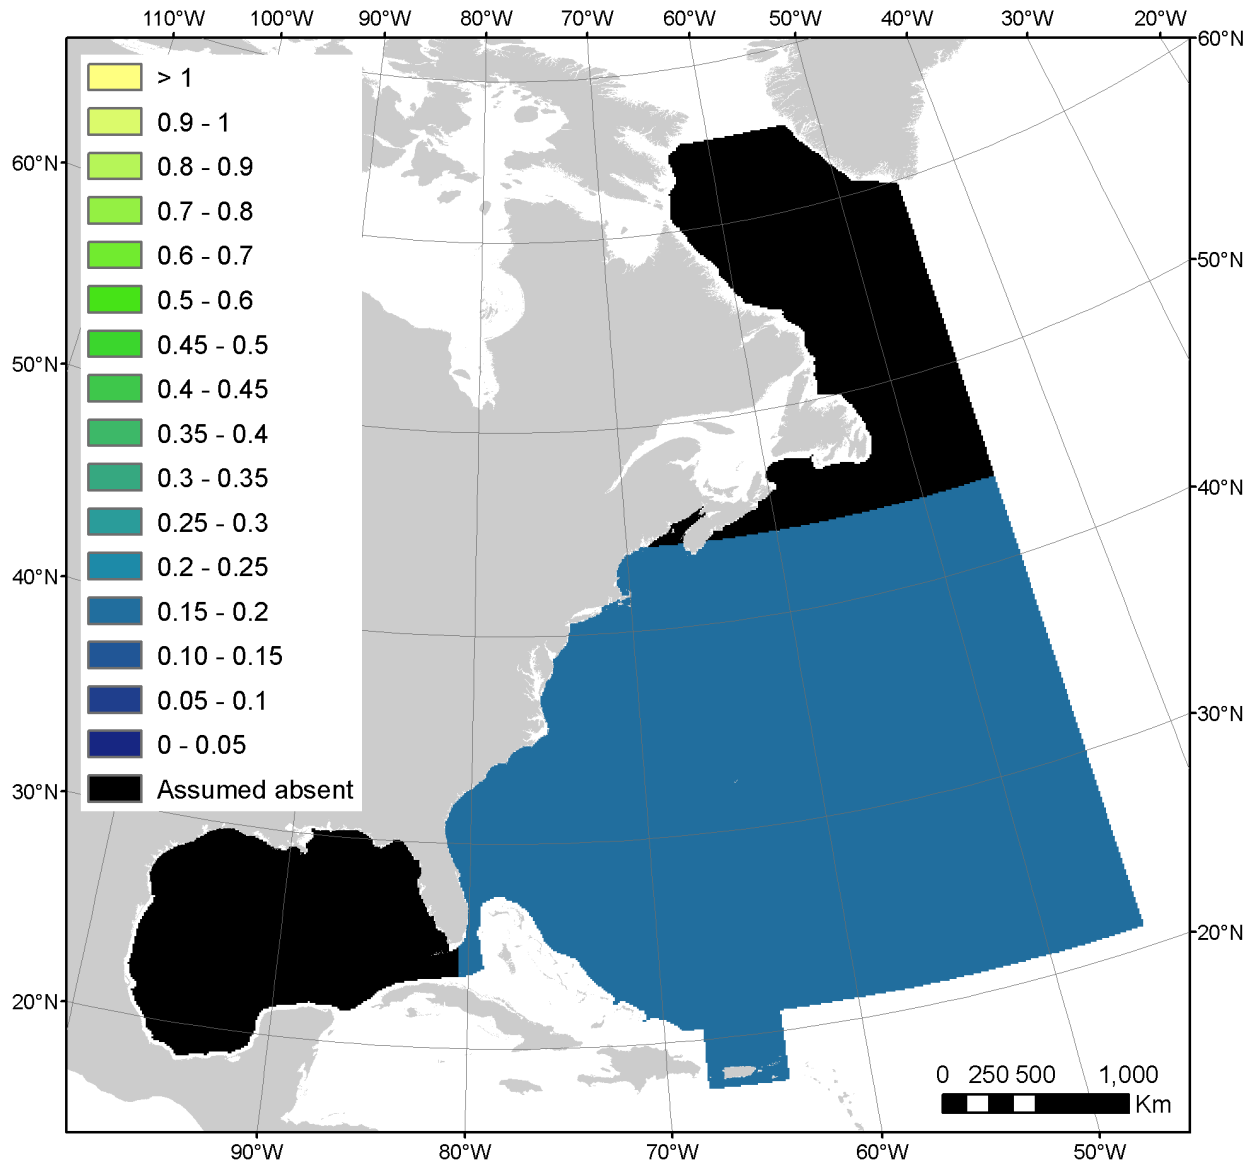 110°W 100°W 90°W 80°W 70°W 60°W 50°W 40°W 30°W 20°W
60°N
> 1
0.9 - 1
0.8 - 0.9
0.7 - 0.8
0.6 - 0.7
0.5 - 0.6
0.45 - 0.5
0.4 - 0.45
0.35 - 0.4
0.3 - 0.35
0.25 - 0.3
0.2 - 0.25
0.15 - 0.2
0.10 - 0.15
0.05 - 0.1
0 - 0.05
Assumed absent
60°N
50°N
40°N
30°N
20°N
50°N
40°N
30°N
20°N
0 250 500 1,000
Km
90°W 80°W 70°W 60°W 50°W